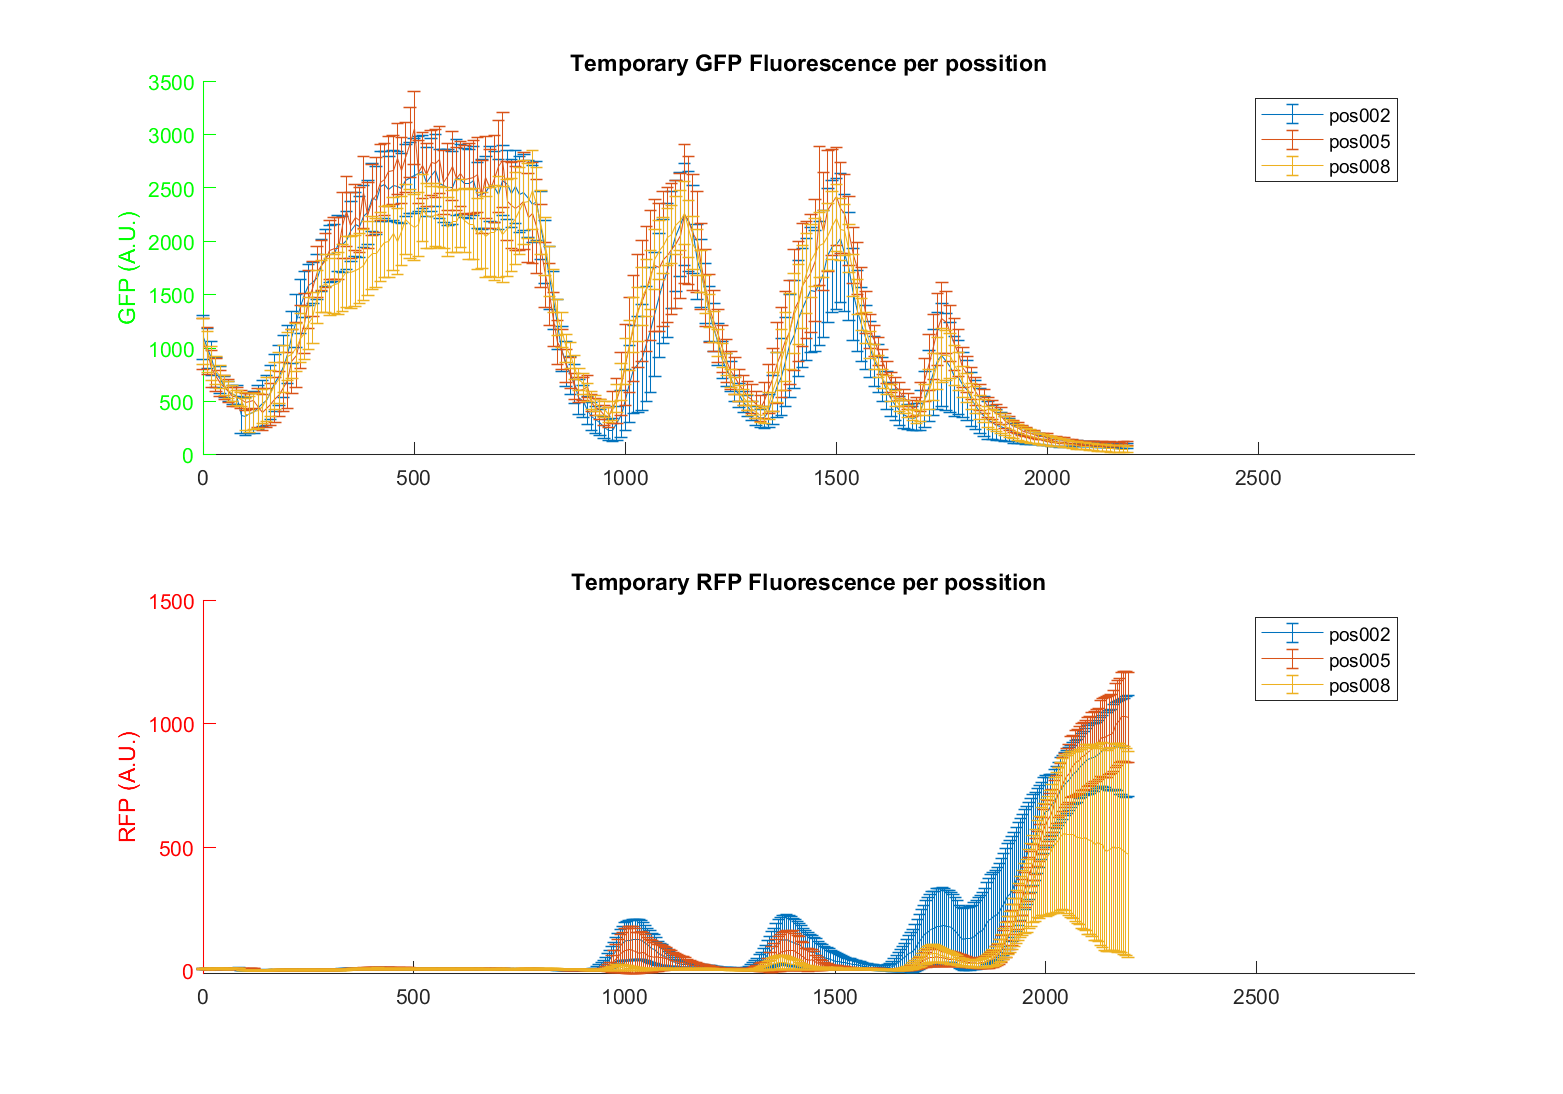 Temporary GFP Fluorescence per possition
GFP (A.U.)
3500
3000
2500
2000
1500
1000
500
0
0 500 1000 1500 2000 2500
pos002
pos005
pos008
Temporary RFP Fluorescence per possition
RFP (A.U.)
1500
1000
500
0
0 500 1000 1500 2000 2500
pos002
pos005
pos008